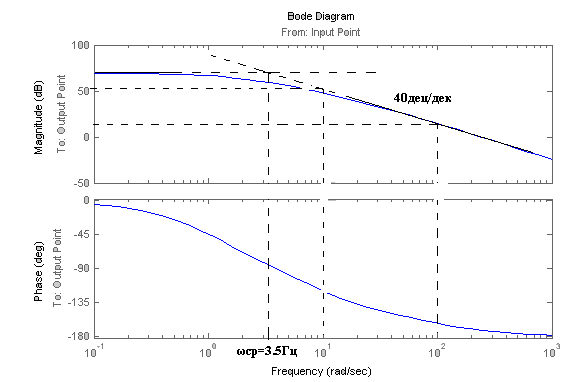 Bode Diagram
From: Input Point
Magnitude (dB)
To: Output Point
100
50
0
-50
40дец/дек
Phase (deg)
To: Output Point
0
-45
-90
-135
-180
10-1
100
101
102
103
ωср=3.5Гц
Frequency (rad/sec)